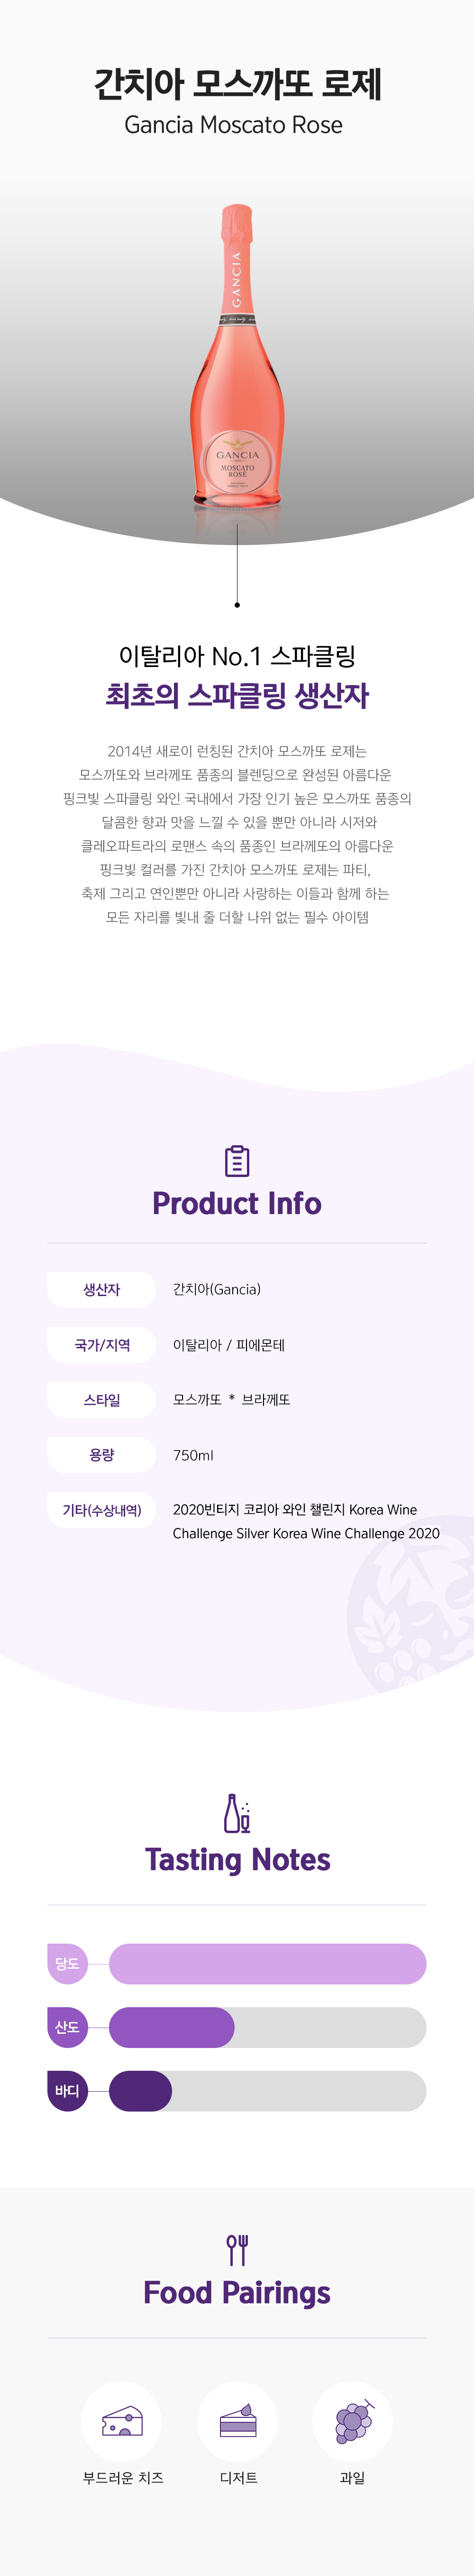 간치아 모스까또 로제
Gancia Moscato Rose
GANCIA
GANCIA
MOSCATO
ROSÉ
이탈리아 No.1 스파클링
최초의 스파클링 생산자
2014년 새로이 런칭된 간치아 모스까또 로제는
모스까또와 브라께또 품종의 블렌딩으로 완성된 아름다운
핑크빛 스파클링 와인 국내에서 가장 인기 높은 모스까또 품종의
달콤한 향과 맛을 느낄 수 있을 뿐만 아니라 시저와
클레오파트라의 로맨스 속의 품종인 브라께또의 아름다운
핑크빛 컬러를 가진 간치아 모스까또 로제는 파티,
축제 그리고 연인뿐만 아니라 사랑하는 이들과 함께 하는
모든 자리를 빛내 줄 더할 나위 없는 필수 아이템
Product Info
생산자 간치아(Gancia)
국가/지역 이탈리아 / 피에몬테
스타일 모스까또 * 브라께또
용량 750ml
기타(수상내역) 2020빈티지 코리아 와인 챌린지 Korea Wine
Challenge Silver Korea Wine Challenge 2020
Tasting Notes
당도
산도
바디
Food Pairings
부드러운 치즈 디저트 과일